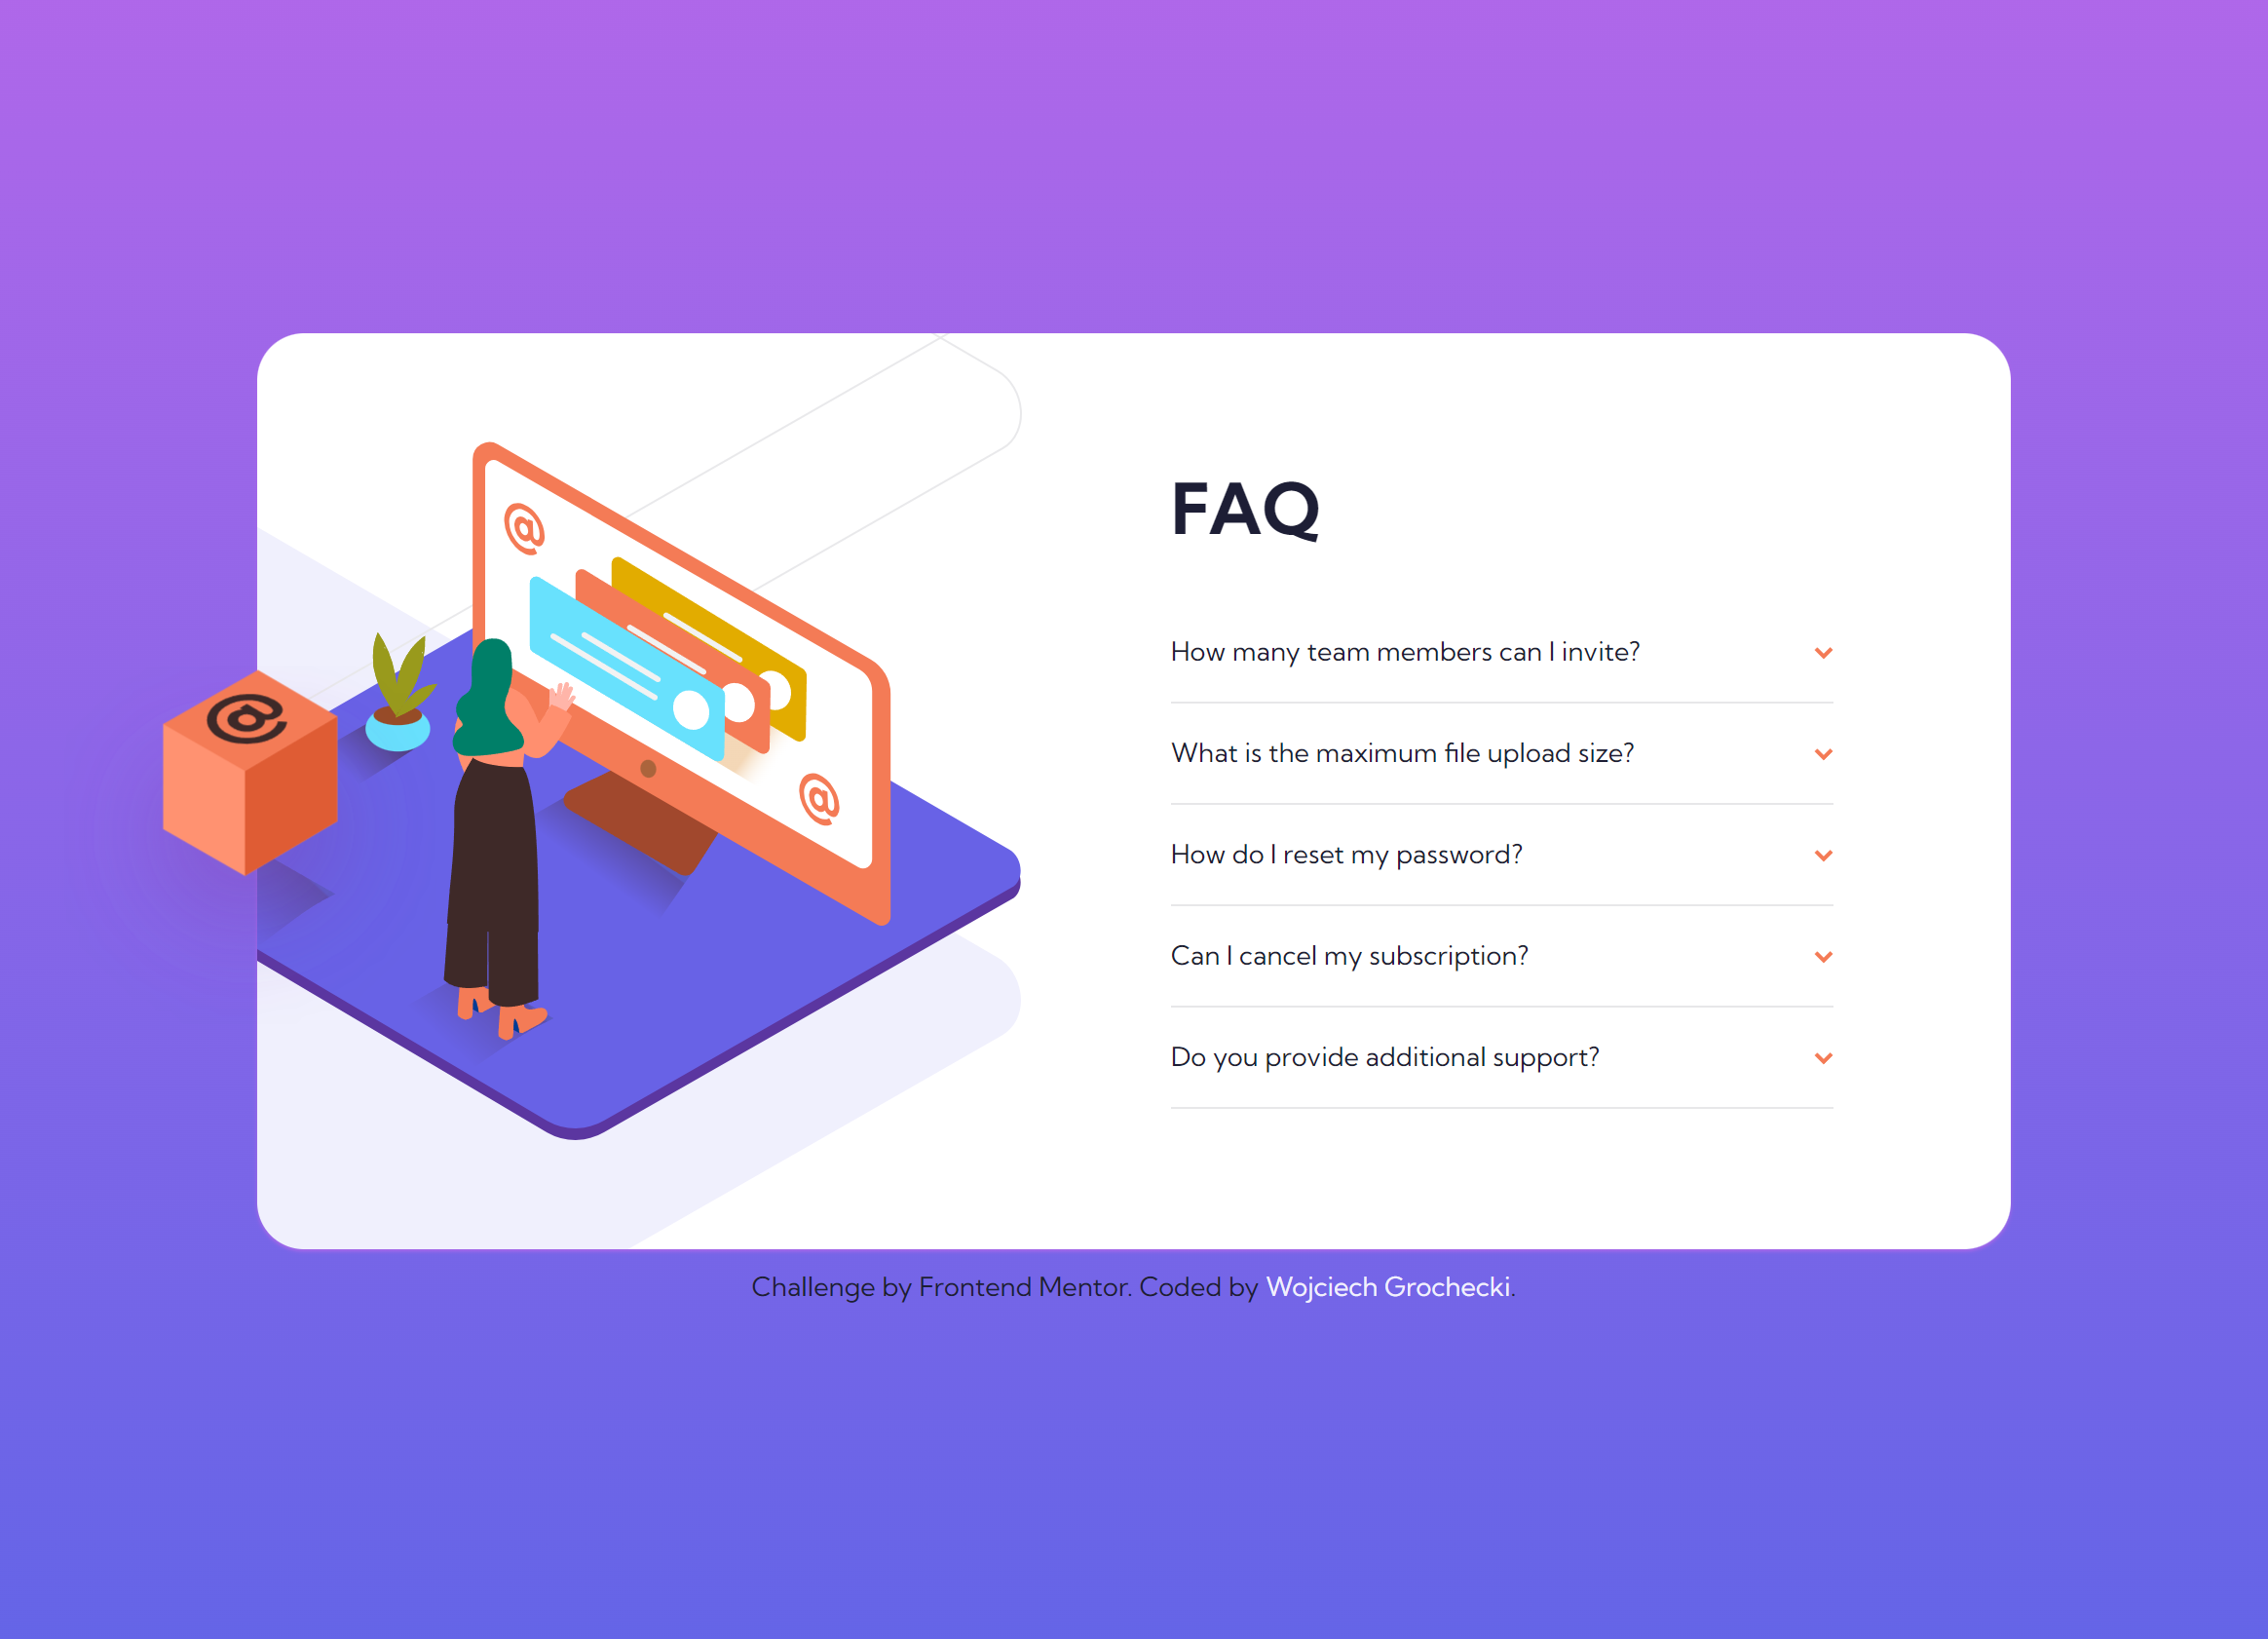 @
@
@
FAQ
How many team members can I invite?
What is the maximum file upload size?
How do I reset my password?
Can I cancel my subscription?
Do you provide additional support?
Challenge by Frontend Mentor. Coded by Wojciech Grochecki.